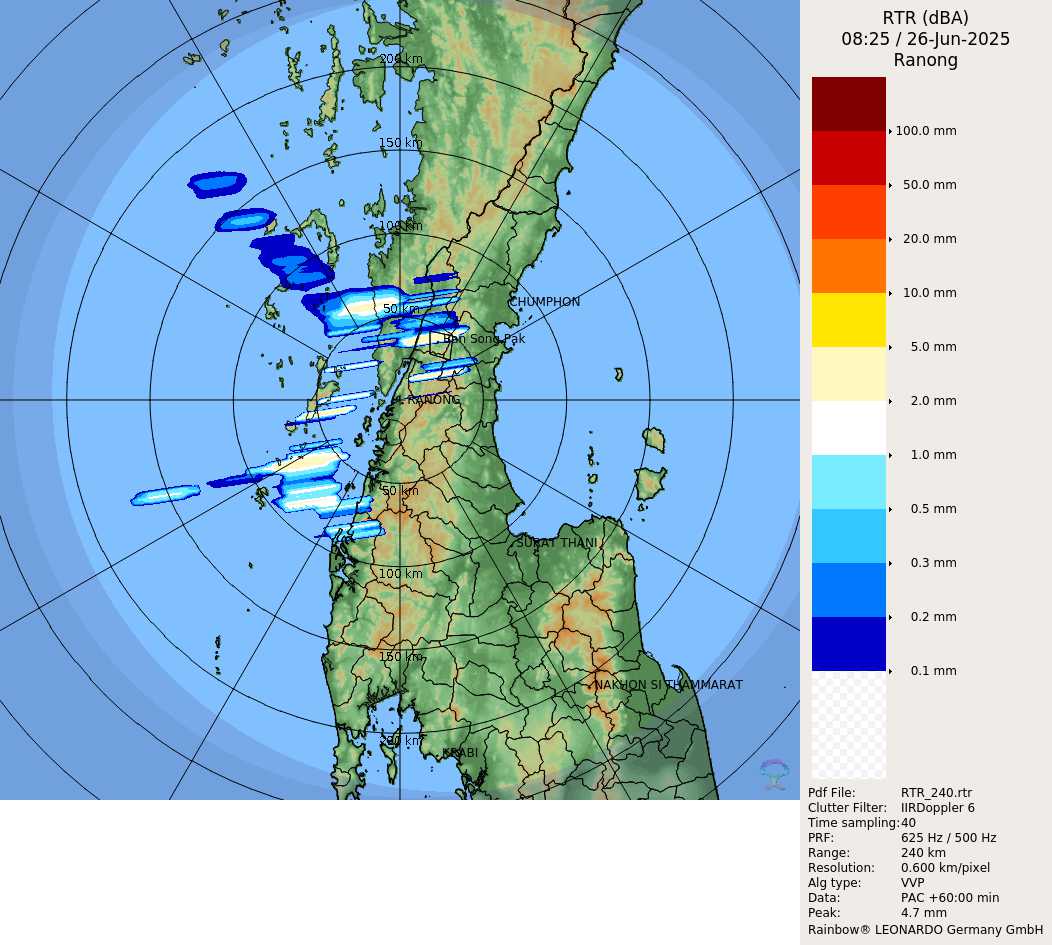 RTR (dBA)
08:25 / 26-Jun-2025
Ranong
200 km
150 km
100 km
50 km
CHUMPHON
Ban Song Pak
RANONG
50 km
SURAT THANI
100 km
150 km
NAKHON SI THAMMARAT
200 km
KRABI
100.0 mm
50.0 mm
20.0 mm
10.0 mm
5.0 mm
2.0 mm
1.0 mm
0.5 mm
0.3 mm
0.2 mm
0.1 mm
Pdf File: RTR_240.rtr
Clutter Filter: IIRDoppler 6
Time sampling:40
PRF: 625 Hz / 500 Hz
Range: 240 km
Resolution: 0.600 km/pixel
Alg type: VVP
Data: PAC +60:00 min
Peak: 4.7 mm
Rainbow® LEONARDO Germany GmbH